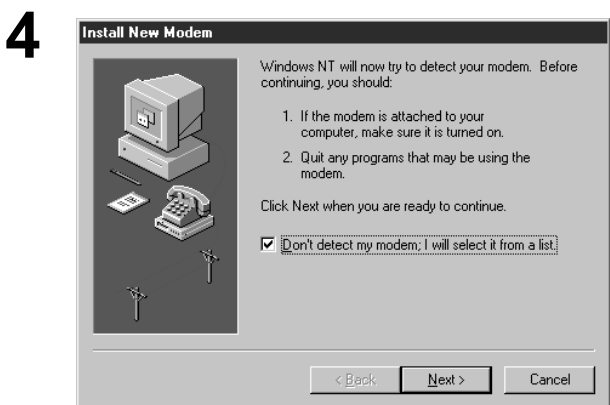 4
Install New Modem
Windows NT will now try to detect your modem. Before
continuing, you should:
1. If the modem is attached to your
computer, make sure it is turned on.
2. Quit any programs that may be using the
modem.
Click Next when you are ready to continue.
Don't detect my modem; I will select it from a list.
< Back
Next >
Cancel